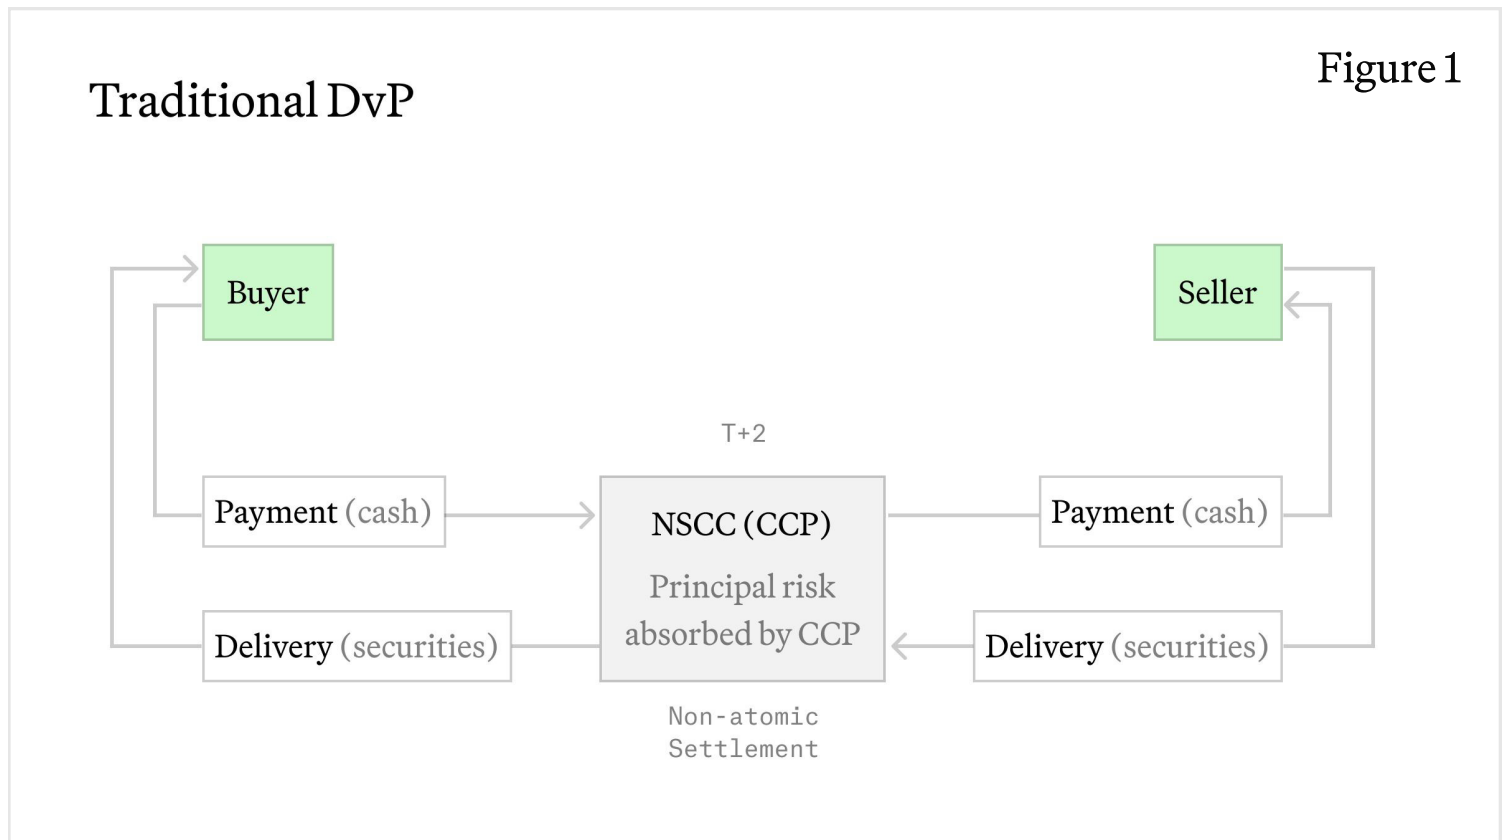 Figure 1
Traditional DvP
Buyer
Seller
T+2
Payment (cash)
NSCC (CCP)
Payment (cash)
Principal risk
absorbed by CCP
Delivery (securities)
Delivery (securities)
Non-atomic
Settlement